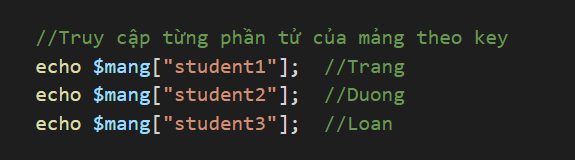 //Truy cập từng phần tử của mảng theo key
echo $mang["student1"];  //Trang
echo $mang["student2"];  //Duong
echo $mang["student3"];  //Loan